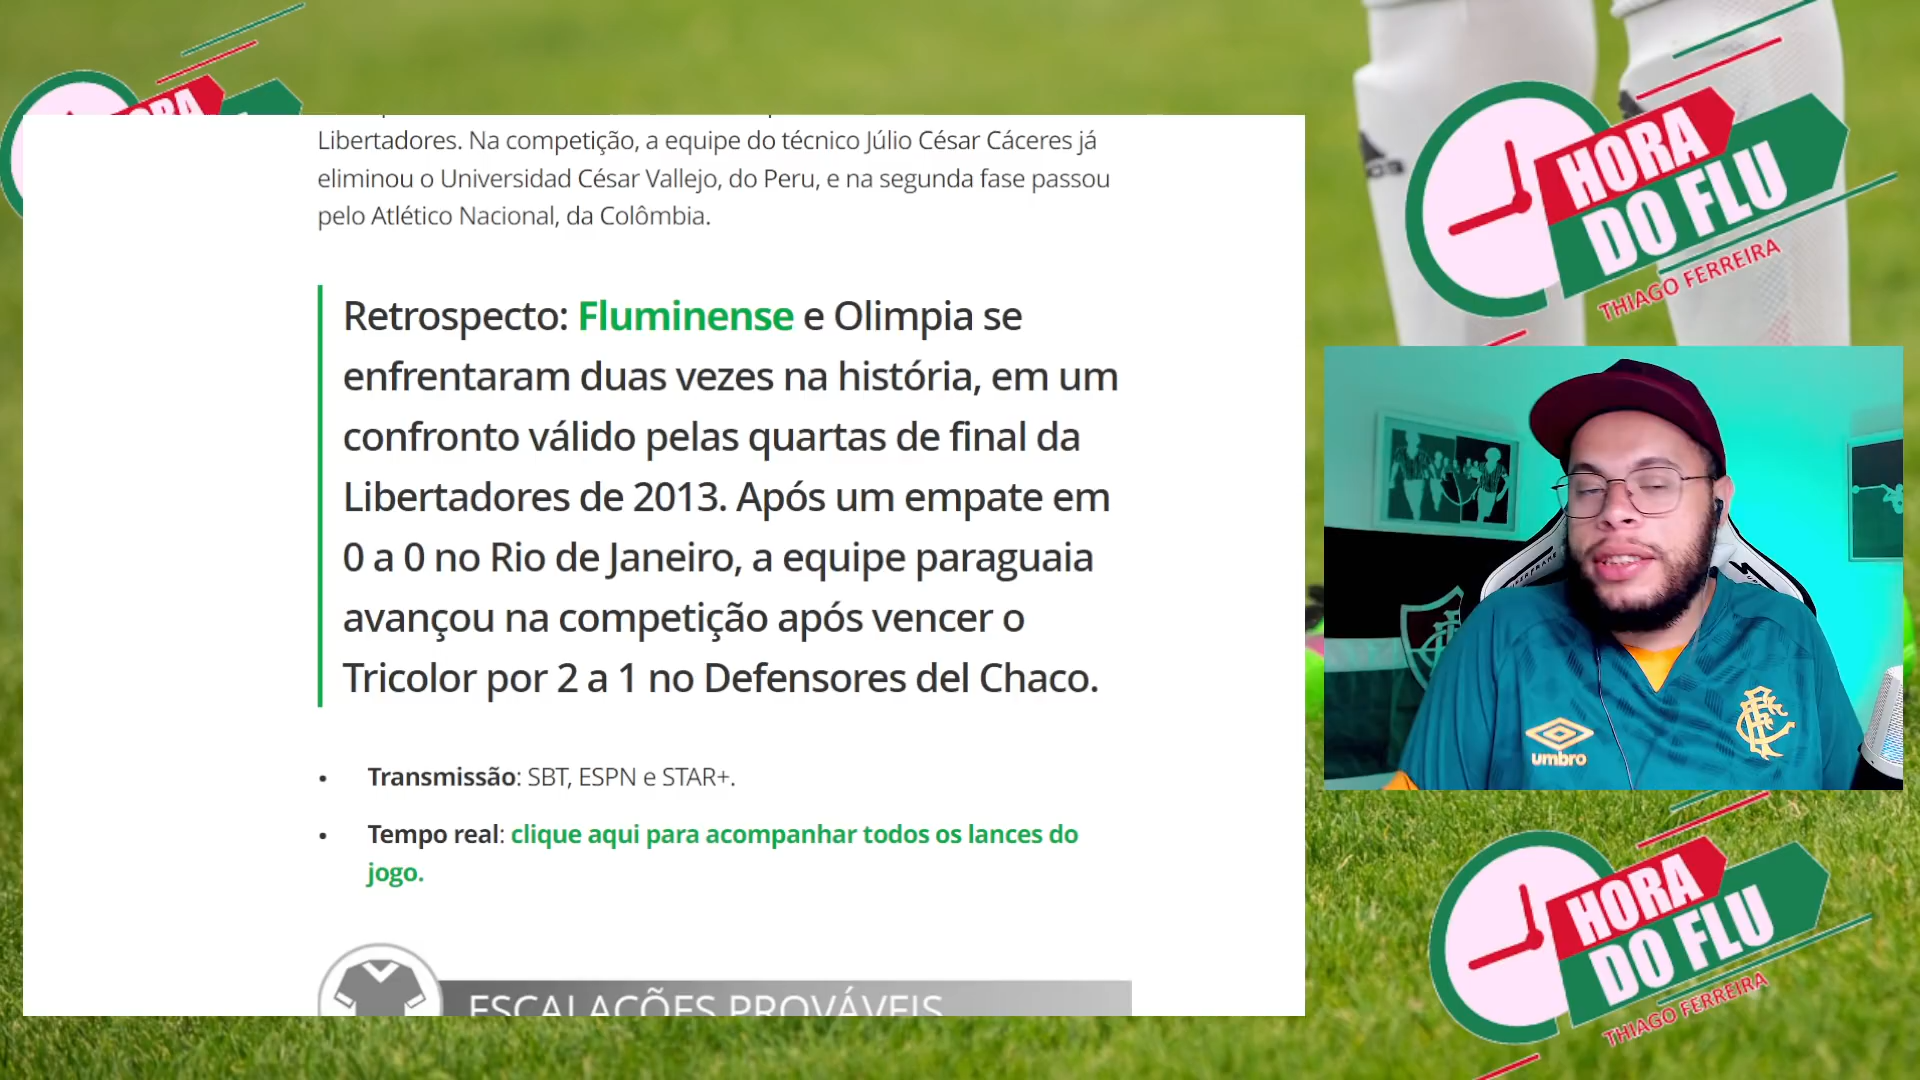 Libertadores. Na competição, a equipe do técnico Júlio César Cáceres já
eliminou o Universidad César Vallejo, do Peru, e na segunda fase passou
pelo Atlético Nacional, da Colômbia.
Retrospecto: Fluminense e Olimpia se
enfrentaram duas vezes na história, em um
confronto válido pelas quartas de final da
Libertadores de 2013. Após um empate em
0 a 0 no Rio de Janeiro, a equipe paraguaia
avançou na competição após vencer o
Tricolor por 2 a 1 no Defensores del Chaco.
• Transmissão: SBT, ESPN e STAR+.
• Tempo real: clique aqui para acompanhar todos os lances do
jogo.
ESCALAÇÕES PROVÁVEIS
HORA
DO FLU
THIAGO FERREIRA
umbro
HORA
DO FLU
THIAGO FERREIRA